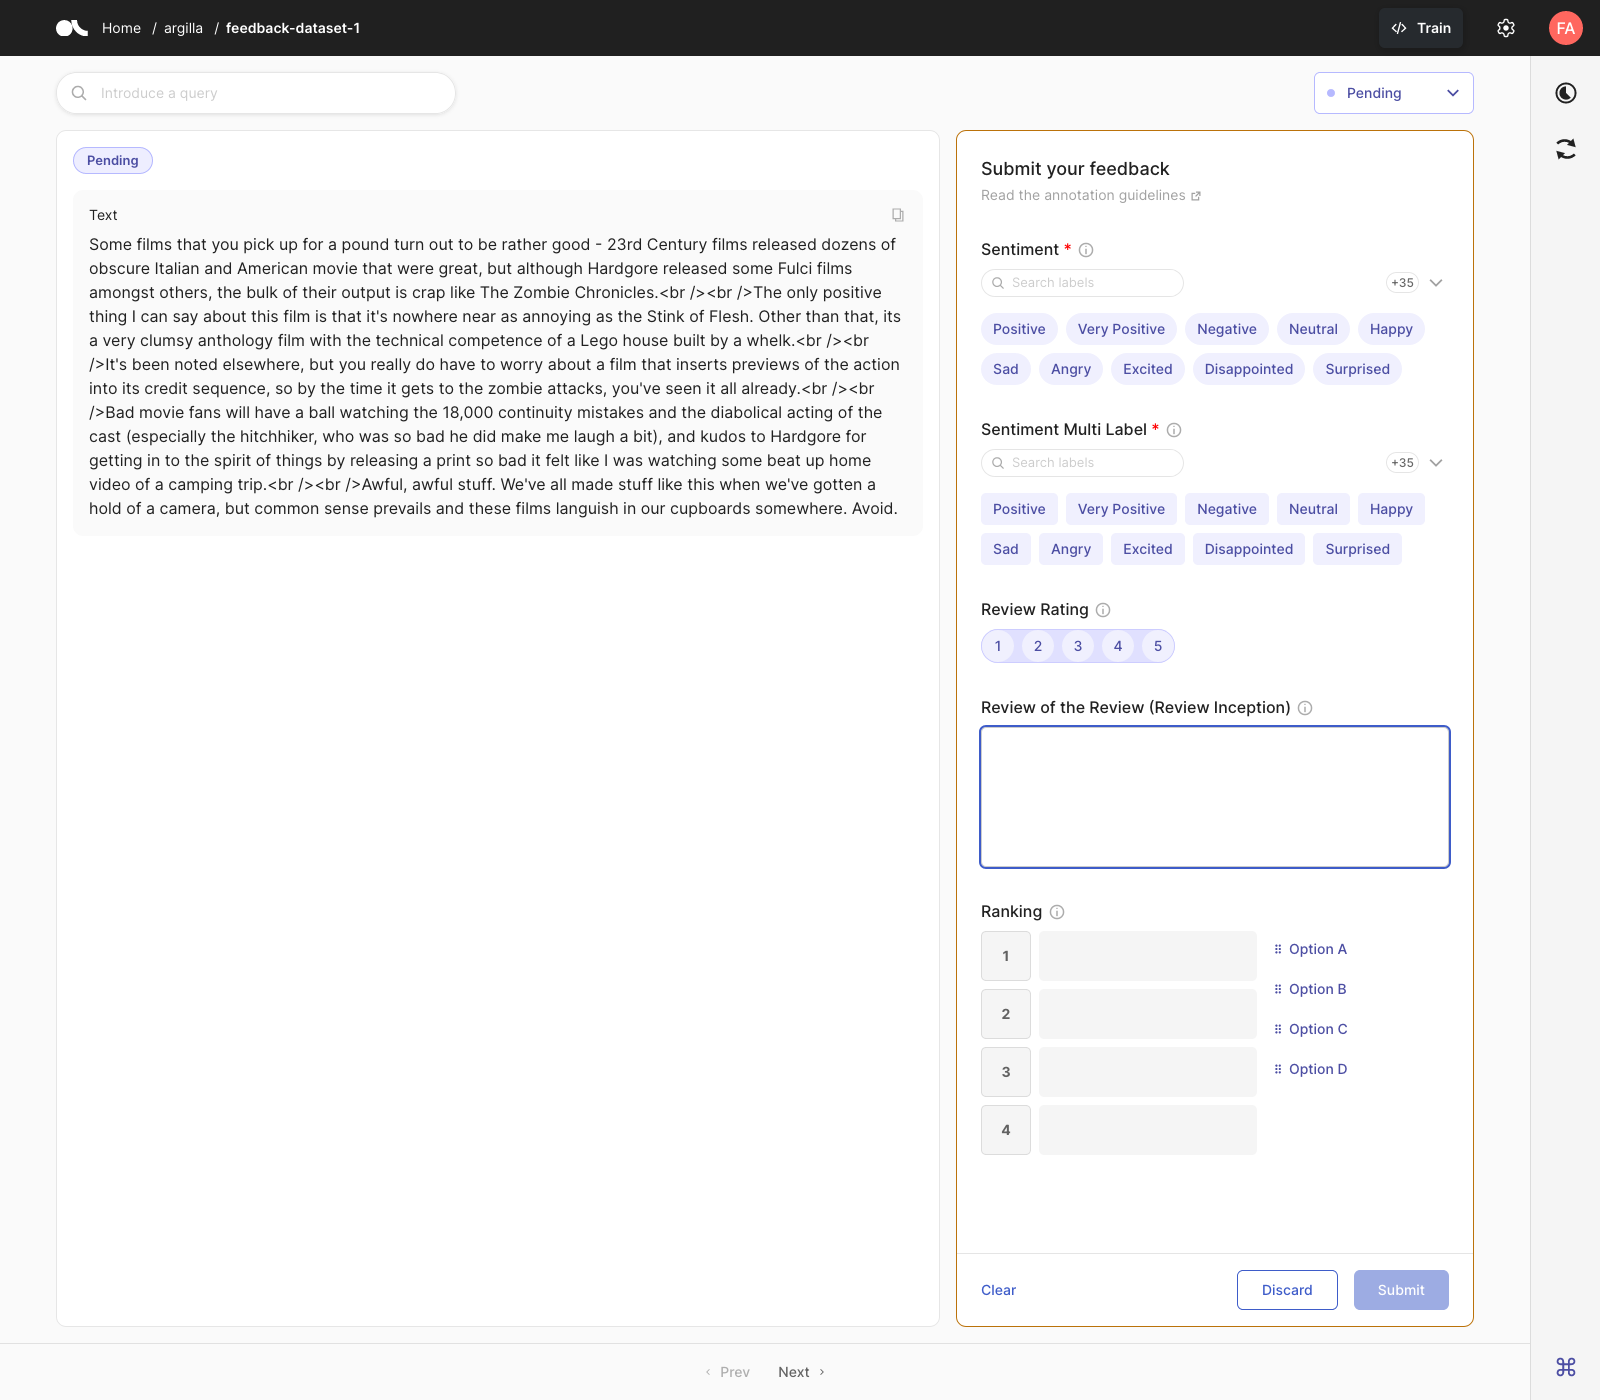 Home / argilla / feedback-dataset-1
Train
FA
Introduce a query
Pending
Pending
Text
Some films that you pick up for a pound turn out to be rather good - 23rd Century films released dozens of
obscure Italian and American movie that were great, but although Hardgore released some Fulci films
amongst others, the bulk of their output is crap like The Zombie Chronicles.<br /><br />The only positive
thing I can say about this film is that it's nowhere near as annoying as the Stink of Flesh. Other than that, its
a very clumsy anthology film with the technical competence of a Lego house built by a whelk.<br /><br
/>It's been noted elsewhere, but you really do have to worry about a film that inserts previews of the action
into its credit sequence, so by the time it gets to the zombie attacks, you've seen it all already.<br /><br
/>Bad movie fans will have a ball watching the 18,000 continuity mistakes and the diabolical acting of the
cast (especially the hitchhiker, who was so bad he did make me laugh a bit), and kudos to Hardgore for
getting in to the spirit of things by releasing a print so bad it felt like I was watching some beat up home
video of a camping trip.<br /><br />Awful, awful stuff. We've all made stuff like this when we've gotten a
hold of a camera, but common sense prevails and these films languish in our cupboards somewhere. Avoid.
Submit your feedback
Read the annotation guidelines
Sentiment *
Search labels
+35
Positive Very Positive Negative Neutral Happy
Sad Angry Excited Disappointed Surprised
Sentiment Multi Label *
Search labels
+35
Positive Very Positive Negative Neutral Happy
Sad Angry Excited Disappointed Surprised
Review Rating
1 2 3 4 5
Review of the Review (Review Inception)
Ranking
1
2
3
4
Option A
Option B
Option C
Option D
Clear
Discard
Submit
Prev
Next